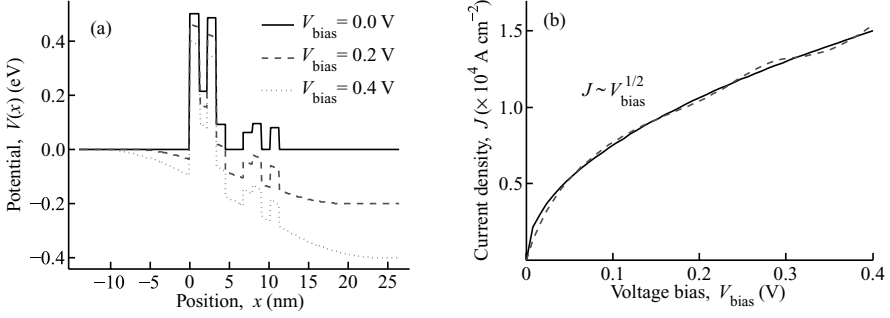 (a)
V_bias = 0.0 V
V_bias = 0.2 V
V_bias = 0.4 V
Potential, V(x) (eV)
0.4
0.2
0.0
−0.2
−0.4
−10 −5 0 5 10 15 20 25
Position, x (nm)
(b)
J ~ V_bias^1/2
Current density, J (× 10^4 A cm^−2)
1.5
1.0
0.5
0 0.1 0.2 0.3 0.4
Voltage bias, V_bias (V)